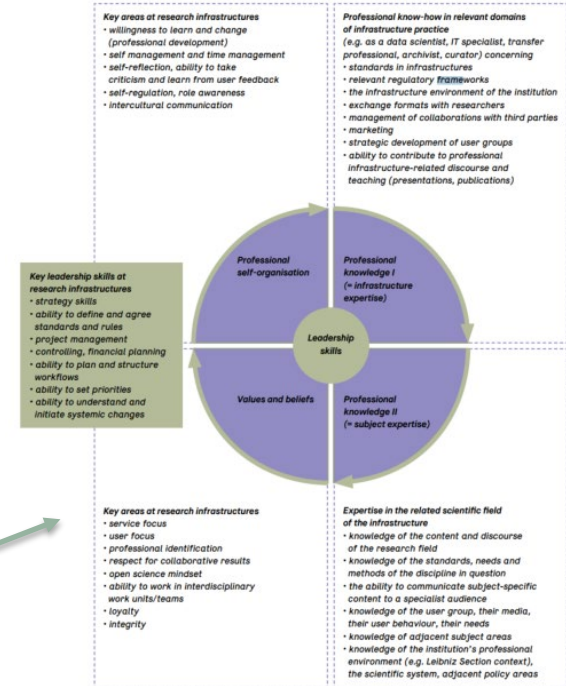 Key areas at research infrastructures
• willingness to learn and change
(professional development)
• self management and time management
• self-reflection, ability to take
criticism and learn from user feedback
• self-regulation, role awareness
• intercultural communication
Professional know-how in relevant domains
of infrastructure practice
(e.g. as a data scientist, IT specialist, transfer
professional, archivist, curator) concerning
• standards in infrastructures
• relevant regulatory frameworks
• the infrastructure environment of the institution
• exchange formats with researchers
• management of collaborations with third parties
• marketing
• strategic development of user groups
• ability to contribute to professional
infrastructure-related discourse and
teaching (presentations, publications)
Professional
self-organisation
Professional
knowledge I
(= infrastructure
expertise)
Key leadership skills at
research infrastructures
• strategy skills
• ability to define and agree
standards and rules
• project management
• controlling, financial planning
• ability to plan and structure
workflows
• ability to set priorities
• ability to understand and
initiate systemic changes
Leadership
skills
Values and beliefs
Professional
knowledge II
(= subject expertise)
Key areas at research infrastructures
• service focus
• user focus
• professional identification
• respect for collaborative results
• open science mindset
• ability to work in interdisciplinary
work units/teams
• loyalty
• integrity
Expertise in the related scientific field
of the infrastructure
• knowledge of the content and discourse
of the research field
• knowledge of the standards, needs and
methods of the discipline in question
• the ability to communicate subject-specific
content to a specialist audience
• knowledge of the user group, their media,
their user behaviour, their needs
• knowledge of adjacent subject areas
• knowledge of the institution's professional
environment (e.g. Leibniz Section context),
the scientific system, adjacent policy areas